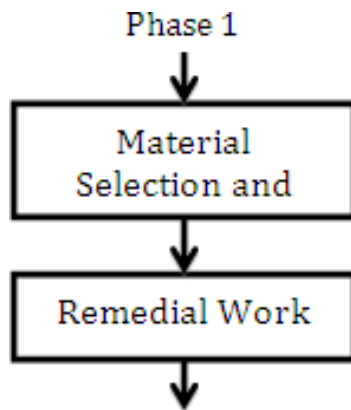 Phase 1
Material
Selection and
Remedial Work